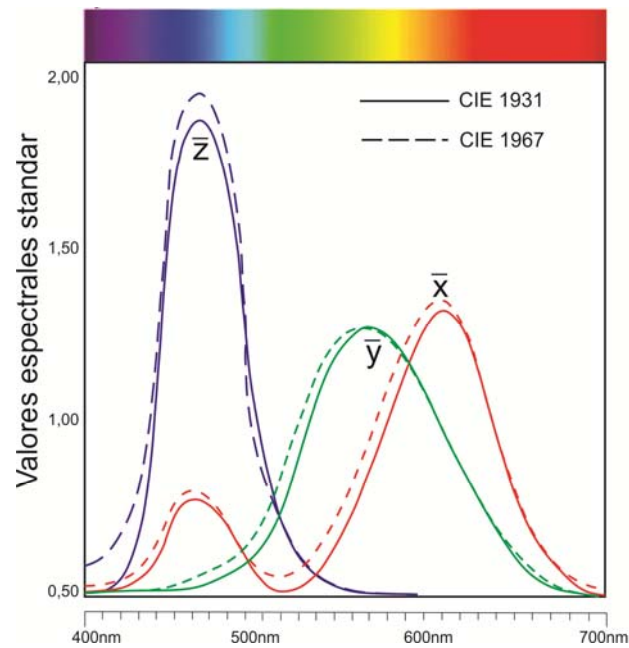 2,00
CIE 1931
CIE 1967
z̄
1,50
x̄
ȳ
1,00
0,50
Valores espectrales standar
400nm 500nm 600nm 700nm